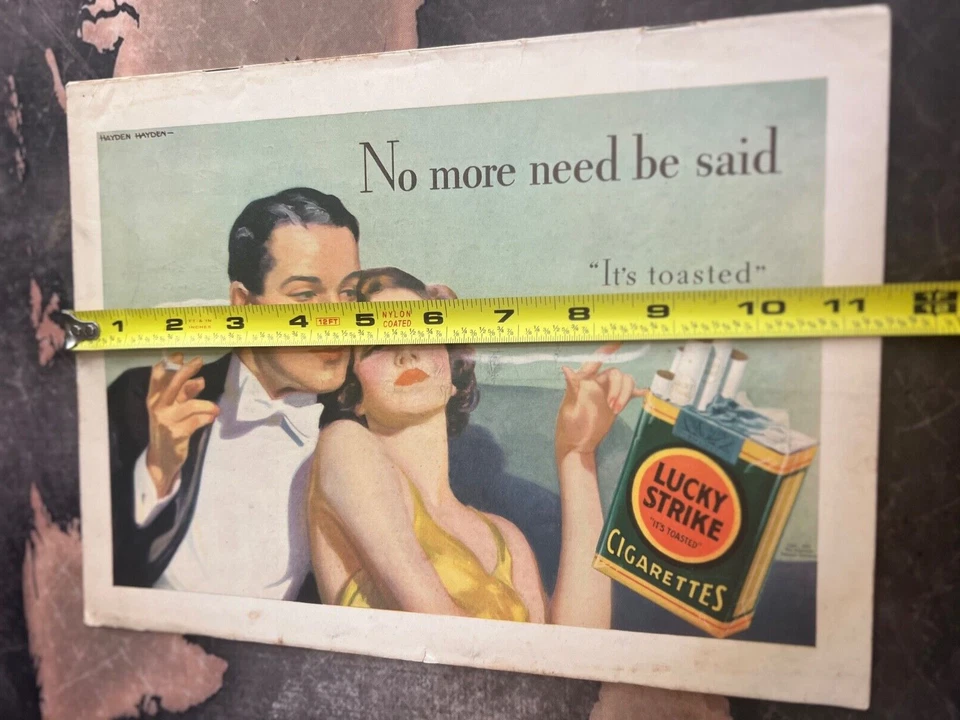 HAYDEN HAYDEN—
No more need be said
“It's toasted”
1 2 3 4 12FT 5 NYLON COATED 6 7 8 9 10 11
LUCKY
STRIKE
"IT'S TOASTED"
CIGARETTES